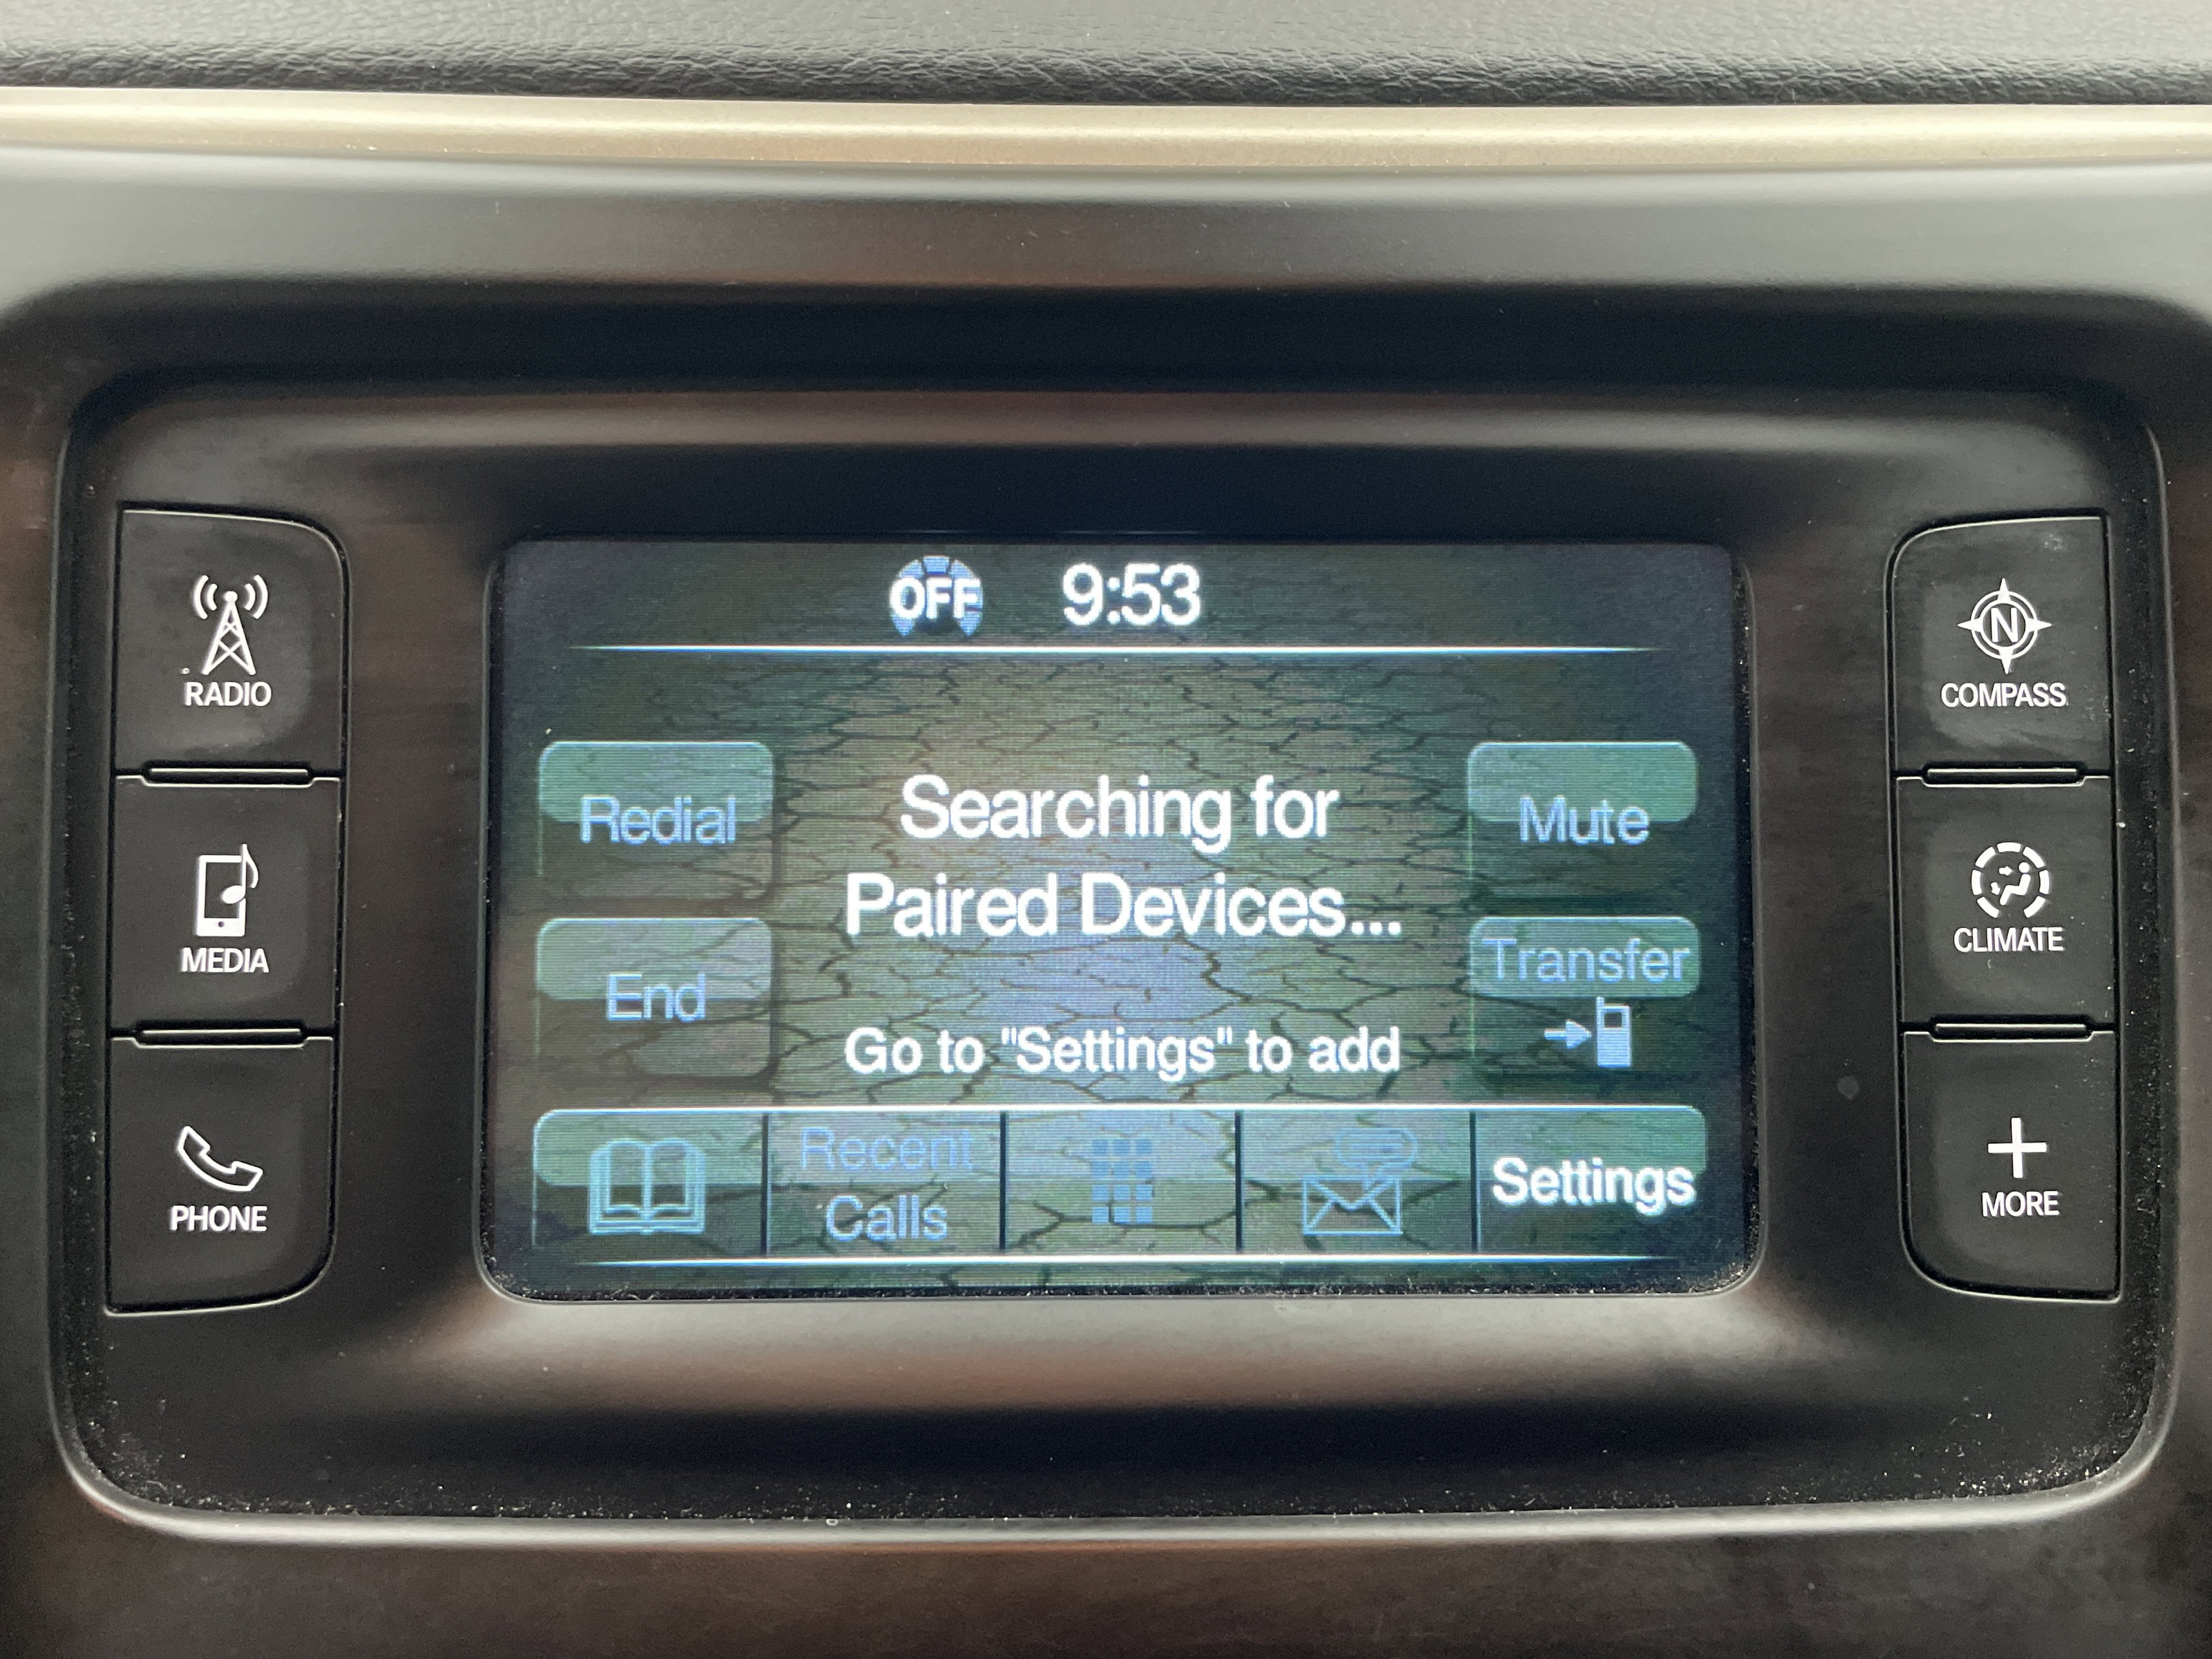 OFF 9:53
RADIO
MEDIA
PHONE
Redial
End
Searching for
Paired Devices...
Go to "Settings" to add
Mute
Transfer
Recent
Calls
Settings
N
COMPASS
CLIMATE
MORE